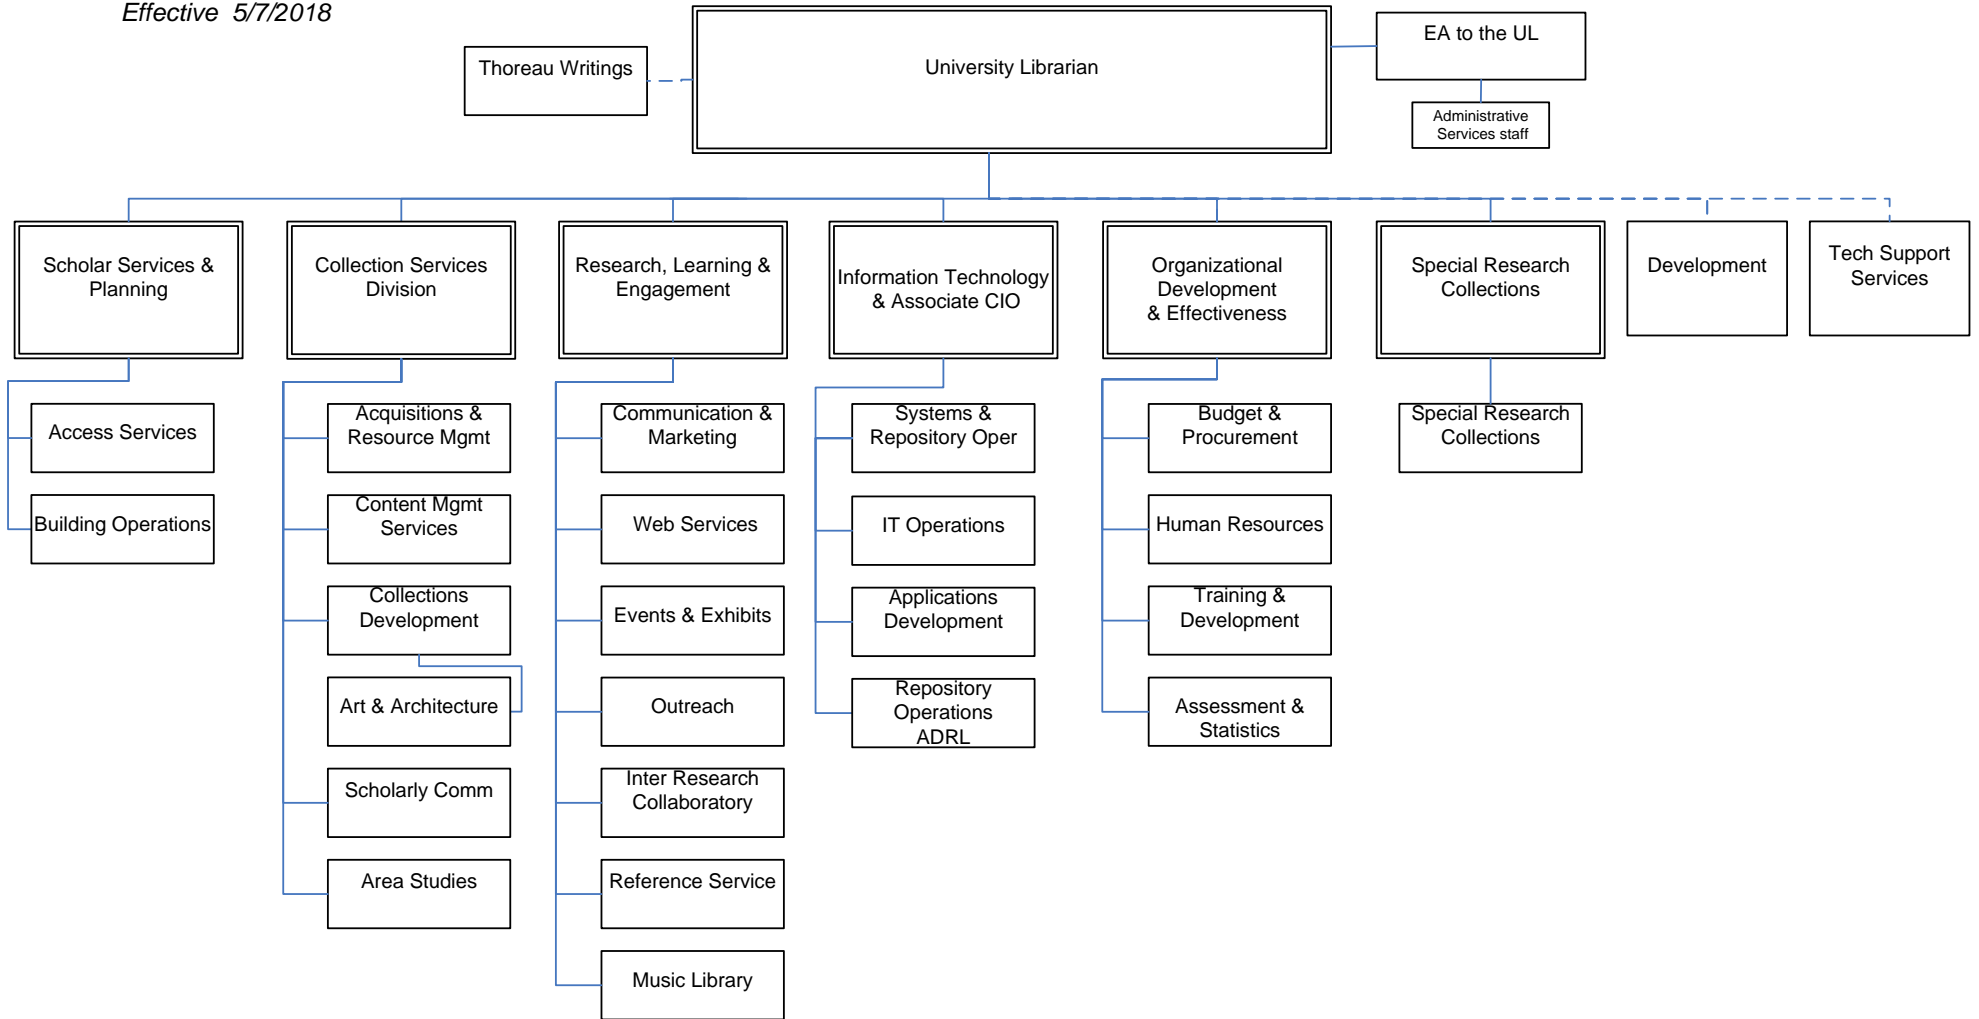 Effective 5/7/2018
Thoreau Writings
University Librarian
EA to the UL
Administrative
Services staff
Scholar Services &
Planning
Collection Services
Division
Research, Learning &
Engagement
Information Technology
& Associate CIO
Organizational
Development
& Effectiveness
Special Research
Collections
Development
Tech Support
Services
Access Services
Building Operations
Acquisitions &
Resource Mgmt
Content Mgmt
Services
Collections
Development
Art & Architecture
Scholarly Comm
Area Studies
Communication &
Marketing
Web Services
Events & Exhibits
Outreach
Inter Research
Collaboratory
Reference Service
Music Library
Systems &
Repository Oper
IT Operations
Applications
Development
Repository
Operations
ADRL
Budget &
Procurement
Human Resources
Training &
Development
Assessment &
Statistics
Special Research
Collections